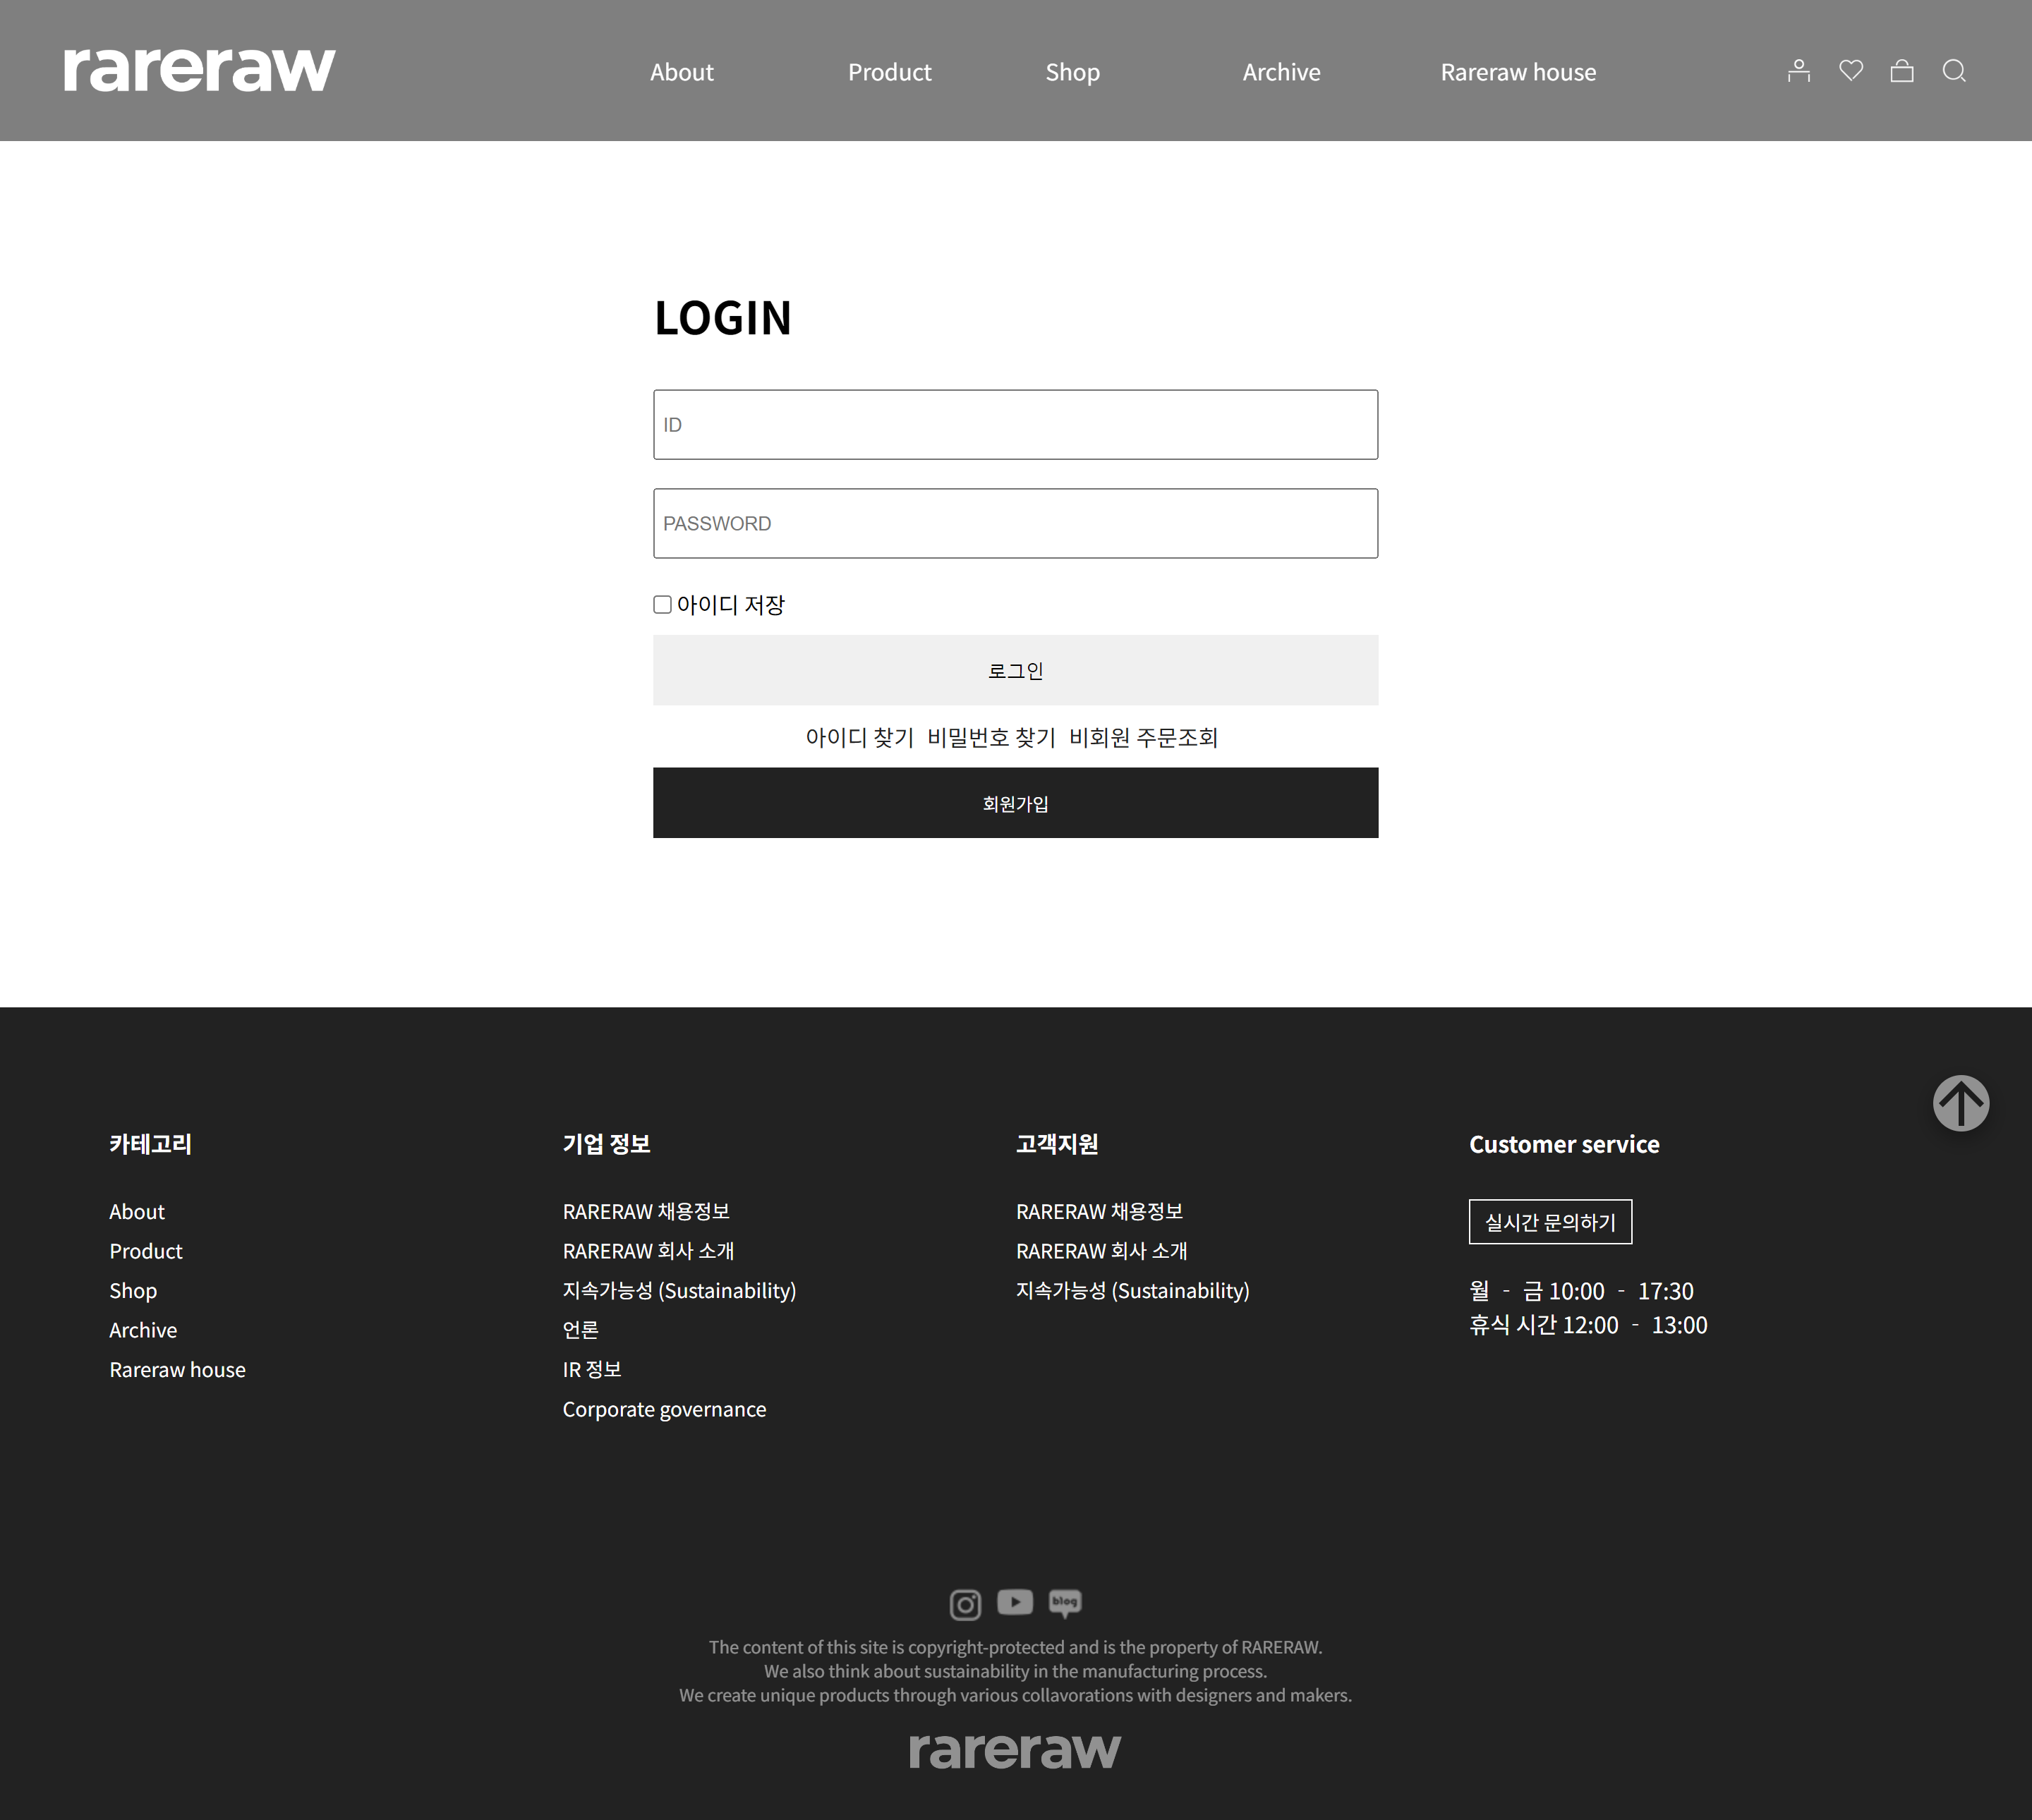 rareraw
About Product Shop Archive Rareraw house
LOGIN
ID
PASSWORD
아이디 저장
로그인
아이디 찾기 비밀번호 찾기 비회원 주문조회
회원가입
카테고리
About
Product
Shop
Archive
Rareraw house
기업 정보
RARERAW 채용정보
RARERAW 회사 소개
지속가능성 (Sustainability)
언론
IR 정보
Corporate governance
고객지원
RARERAW 채용정보
RARERAW 회사 소개
지속가능성 (Sustainability)
Customer service
실시간 문의하기
월 - 금 10:00 - 17:30
휴식 시간 12:00 - 13:00
blog
The content of this site is copyright-protected and is the property of RARERAW.
We also think about sustainability in the manufacturing process.
We create unique products through various collavorations with designers and makers.
rareraw